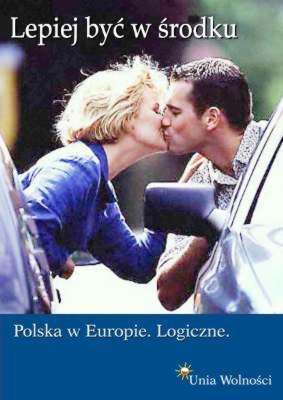 Lepiej być w środku
Polska w Europie. Logiczne.
Unia Wolności